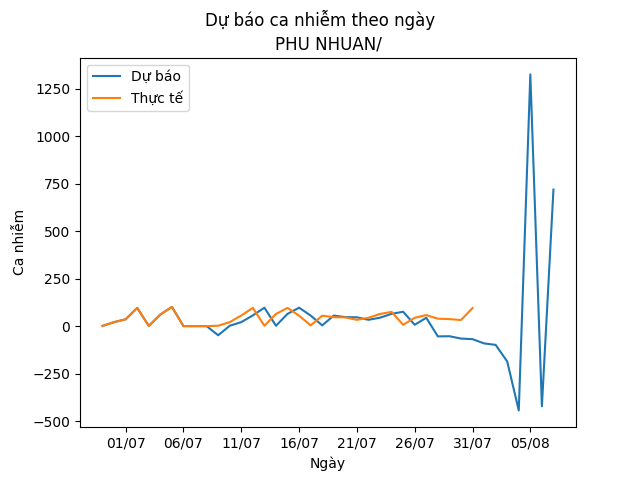 Dự báo ca nhiễm theo ngày
PHU NHUAN/
Dự báo
Thực tế
Ca nhiễm
1250
1000
750
500
250
0
−250
−500
01/07 06/07 11/07 16/07 21/07 26/07 31/07 05/08
Ngày